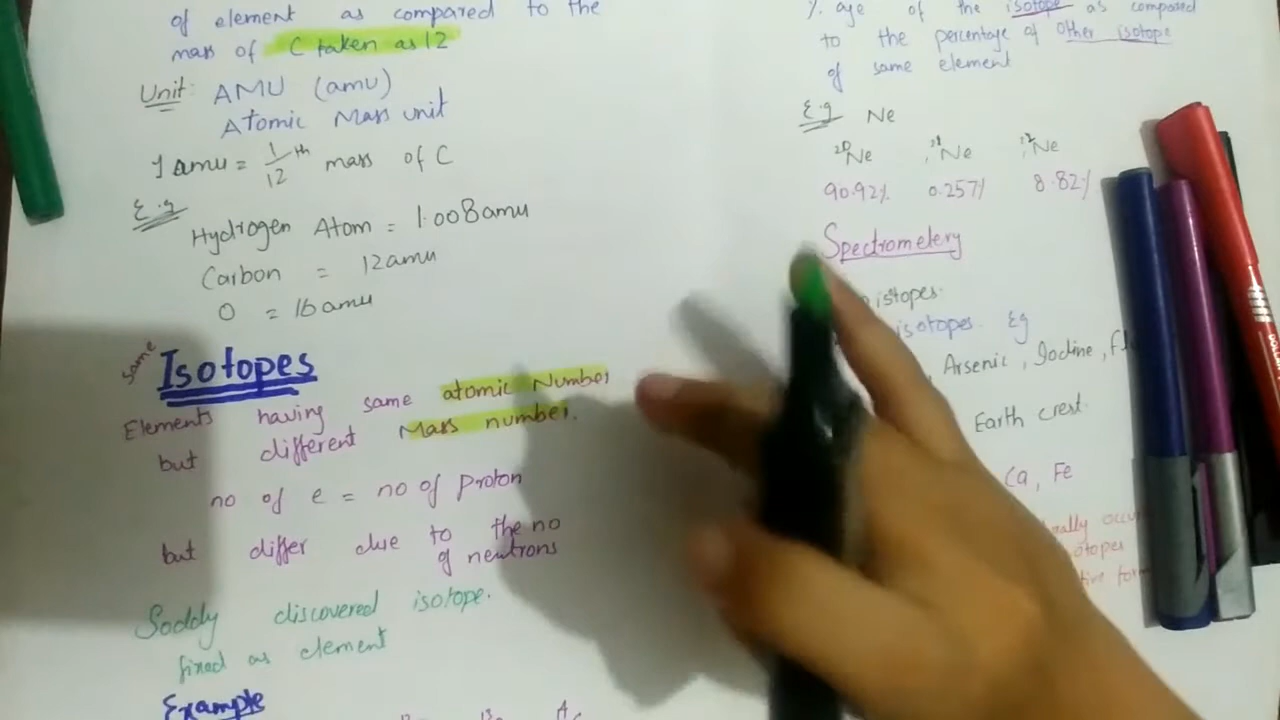 of element as compared to the
mass of C taken as 12
Unit: AMU (amu)
Atomic Mass unit
1 amu = 1/12 th mass of C
E.g
Hydrogen Atom = 1.008amu
Carbon = 12amu
O = 16amu
same
Isotopes
Elements having same atomic Number
but different Mass number.
no of e = no of proton
but differ due to the no
of neutrons
Soddy discovered isotope.
fixed as element
Example
%age of the isotope as compared
to the percentage of other isotope
of same element
E.g Ne
20Ne Ne Ne
90.92% 0.257% 8.82%
Spectrometery
istopes.
isotopes. Eg
Arsenic, Iodine,
Earth crest.
Ca, Fe